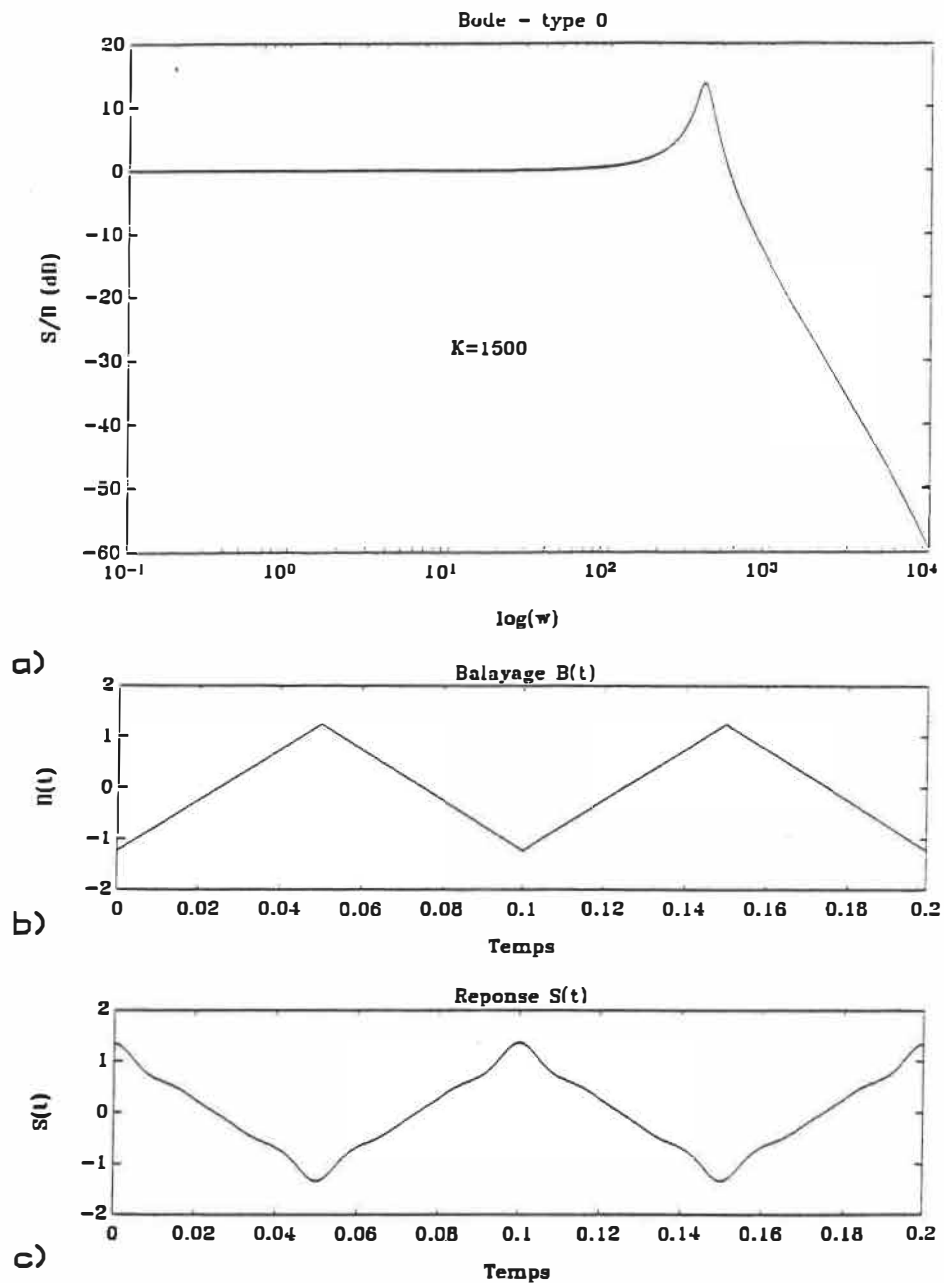 Bode - type 0
20
10
0
-10
-20
-30
-40
-50
-60
S/B (dB)
K=1500
10⁻¹ 10⁰ 10¹ 10² 10³ 10⁴
log(w)
a)
Balayage B(t)
2
1
0
-1
-2
B(t)
0 0.02 0.04 0.06 0.08 0.1 0.12 0.14 0.16 0.18 0.2
b)
Temps
Reponse S(t)
2
1
0
-1
-2
S(t)
0 0.02 0.04 0.06 0.08 0.1 0.12 0.14 0.16 0.18 0.2
c)
Temps